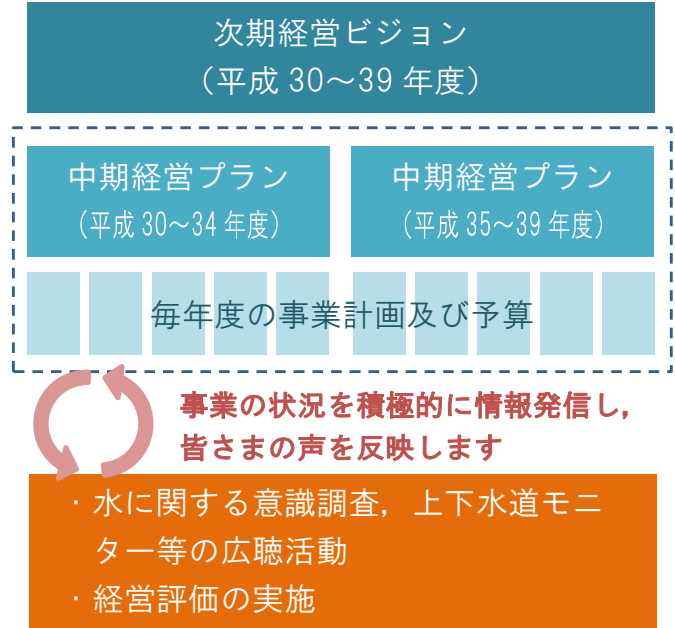 次期経営ビジョン
（平成 30～39 年度）
中期経営プラン
（平成 30～34 年度）
中期経営プラン
（平成 35～39 年度）
毎年度の事業計画及び予算
事業の状況を積極的に情報発信し，
皆さまの声を反映します
・水に関する意識調査，上下水道モニ
ター等の広聴活動
・経営評価の実施